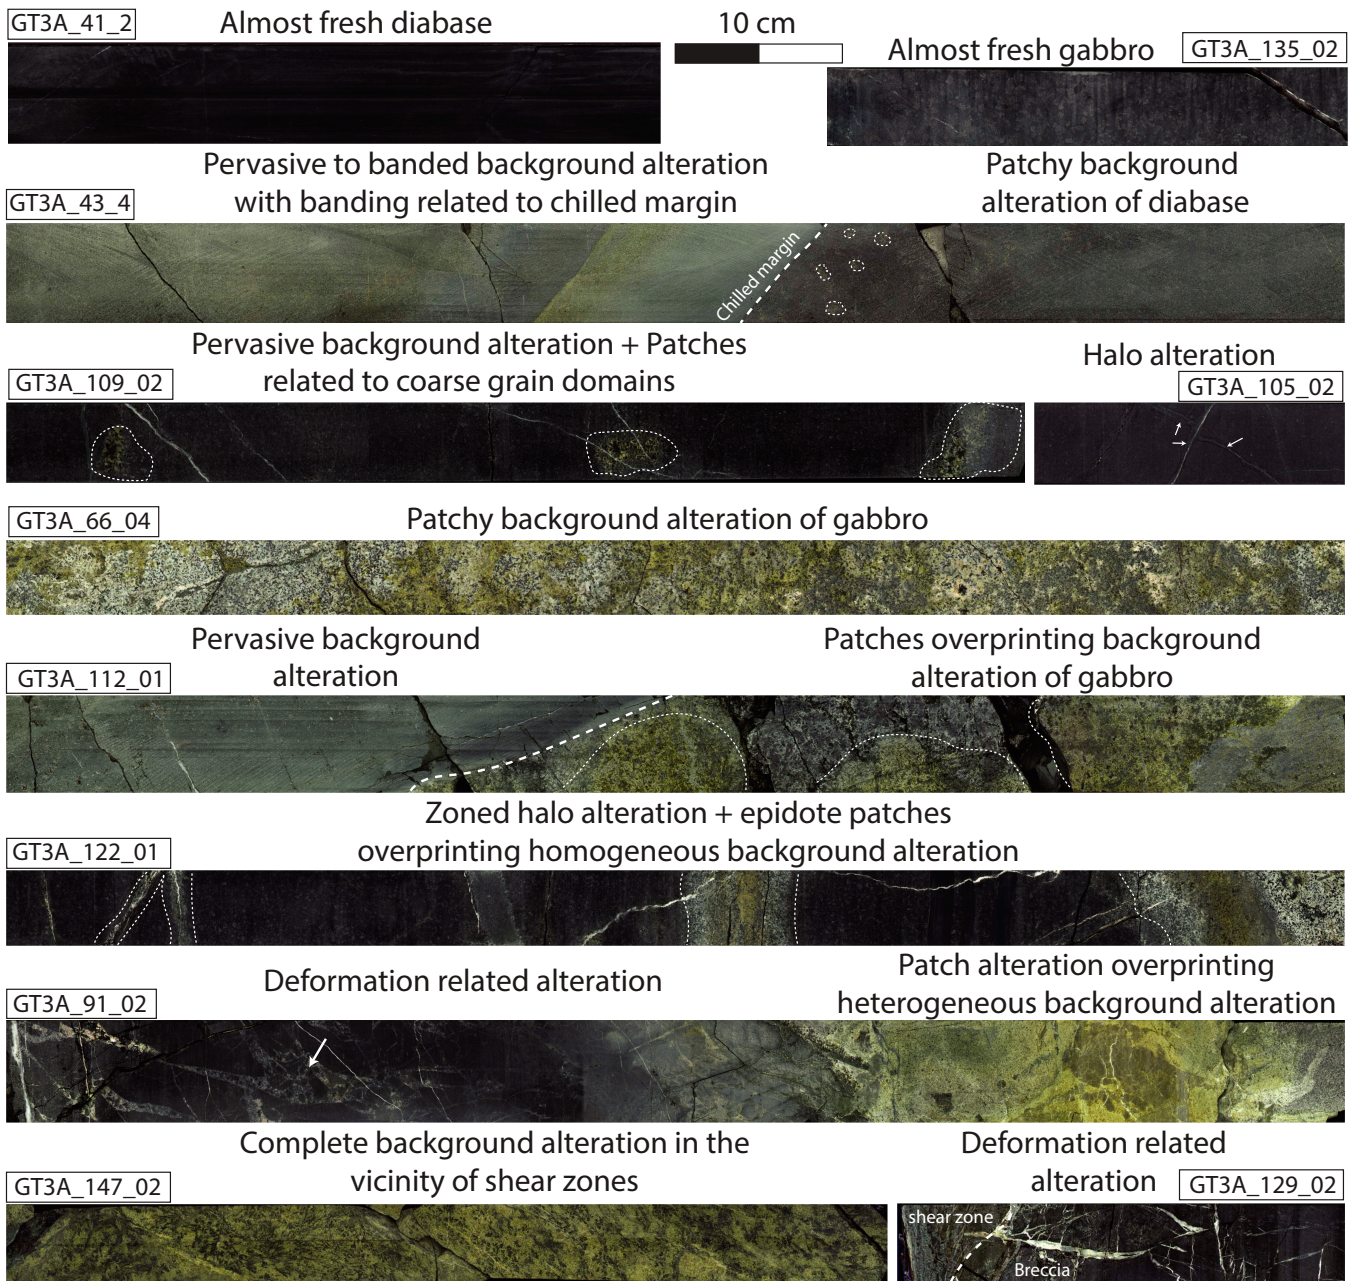 GT3A_41_2
Almost fresh diabase
10 cm
Almost fresh gabbro
GT3A_135_02
Pervasive to banded background alteration
with banding related to chilled margin
Patchy background
alteration of diabase
GT3A_43_4
Chilled margin
Pervasive background alteration + Patches
related to coarse grain domains
GT3A_109_02
Halo alteration
GT3A_105_02
GT3A_66_04
Patchy background alteration of gabbro
Pervasive background
alteration
Patches overprinting background
alteration of gabbro
GT3A_112_01
Zoned halo alteration + epidote patches
overprinting homogeneous background alteration
GT3A_122_01
Deformation related alteration
Patch alteration overprinting
heterogeneous background alteration
GT3A_91_02
Complete background alteration in the
vicinity of shear zones
GT3A_147_02
Deformation related
alteration
GT3A_129_02
shear zone
Breccia